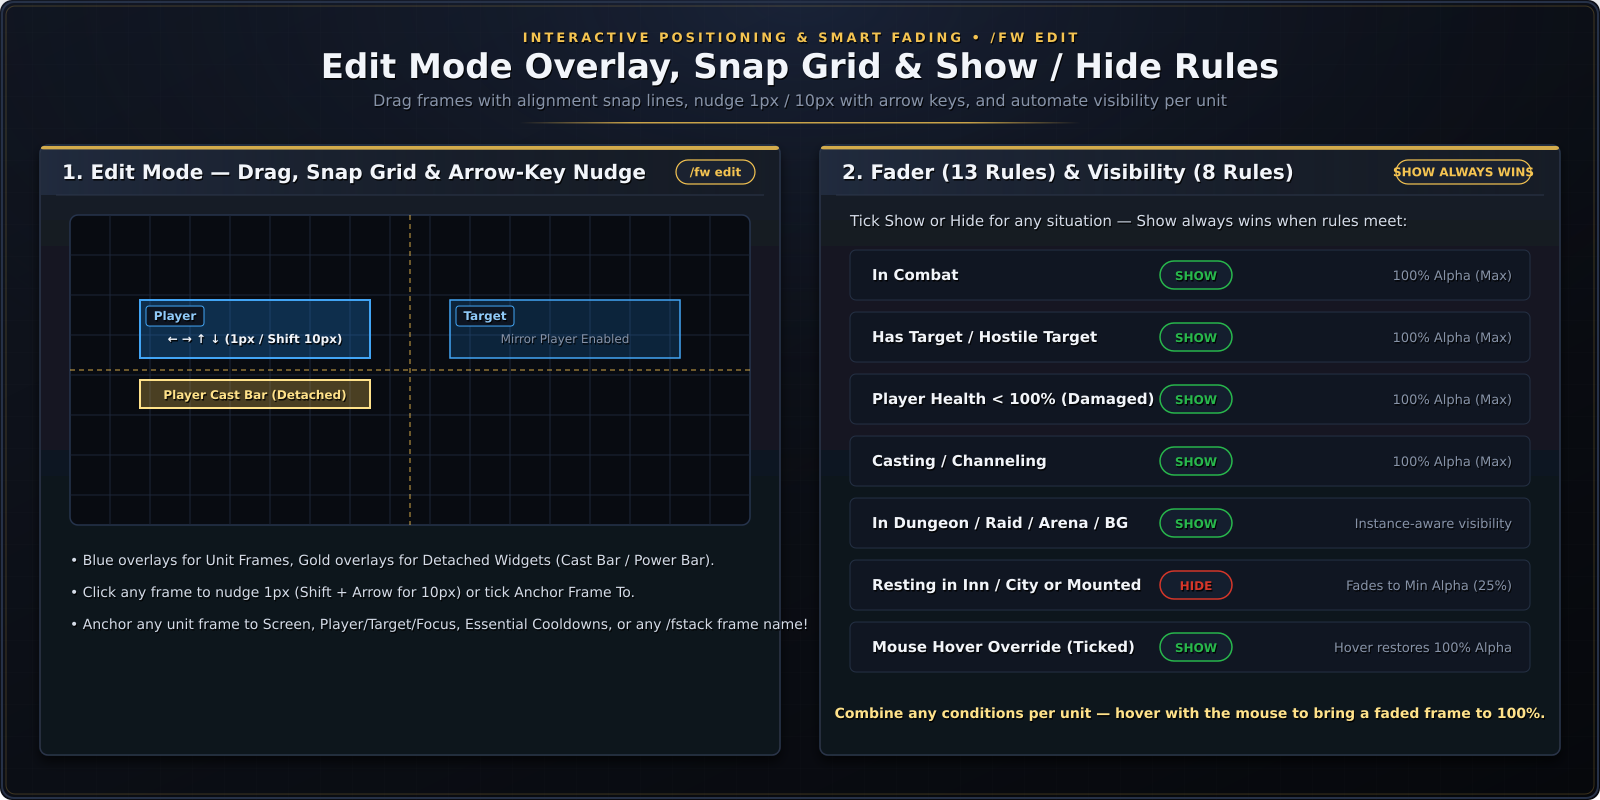 INTERACTIVE POSITIONING & SMART FADING • /FW EDIT
Edit Mode Overlay, Snap Grid & Show / Hide Rules
Drag frames with alignment snap lines, nudge 1px / 10px with arrow keys, and automate visibility per unit
1. Edit Mode — Drag, Snap Grid & Arrow-Key Nudge
/fw edit
Player
← → ↑ ↓ (1px / Shift 10px)
Target
Mirror Player Enabled
Player Cast Bar (Detached)
• Blue overlays for Unit Frames, Gold overlays for Detached Widgets (Cast Bar / Power Bar).
• Click any frame to nudge 1px (Shift + Arrow for 10px) or tick Anchor Frame To.
• Anchor any unit frame to Screen, Player/Target/Focus, Essential Cooldowns, or any /fstack frame name!
2. Fader (13 Rules) & Visibility (8 Rules)
SHOW ALWAYS WINS
Tick Show or Hide for any situation — Show always wins when rules meet:
In Combat SHOW 100% Alpha (Max)
Has Target / Hostile Target SHOW 100% Alpha (Max)
Player Health < 100% (Damaged) SHOW 100% Alpha (Max)
Casting / Channeling SHOW 100% Alpha (Max)
In Dungeon / Raid / Arena / BG SHOW Instance-aware visibility
Resting in Inn / City or Mounted HIDE Fades to Min Alpha (25%)
Mouse Hover Override (Ticked) SHOW Hover restores 100% Alpha
Combine any conditions per unit — hover with the mouse to bring a faded frame to 100%.